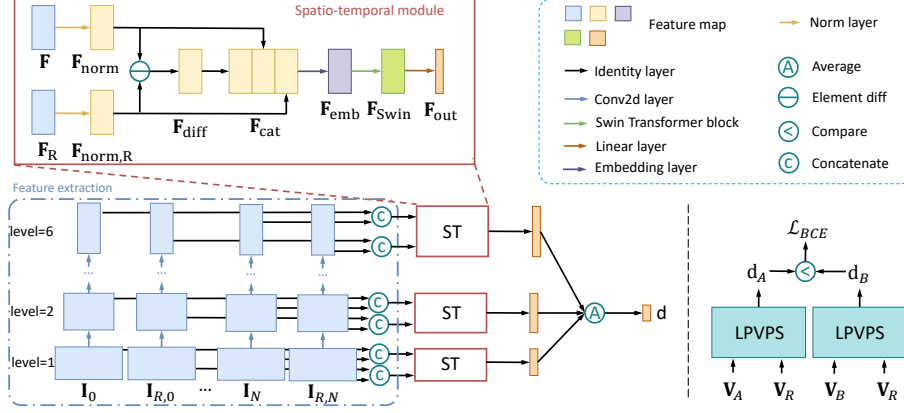 Spatio-temporal module
F
F_norm
F_R
F_norm,R
F_diff
F_cat
F_emb
F_Swin
F_out
Feature map
Norm layer
Identity layer
Conv2d layer
Swin Transformer block
Linear layer
Embedding layer
A Average
Element diff
< Compare
C Concatenate
Feature extraction
level=6
...
...
...
...
C
C
ST
level=2
C
C
ST
A
d
level=1
C
C
ST
I_0
I_R,0
...
I_N
I_R,N
ℒ_BCE
d_A
<
d_B
LPVPS
LPVPS
V_A
V_R
V_B
V_R